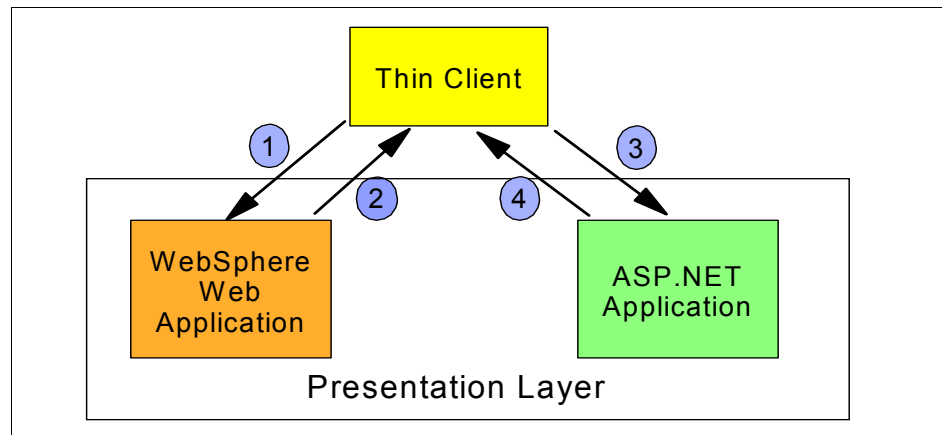 Thin Client
1
3
2
4
WebSphere
Web
Application
ASP.NET
Application
Presentation Layer